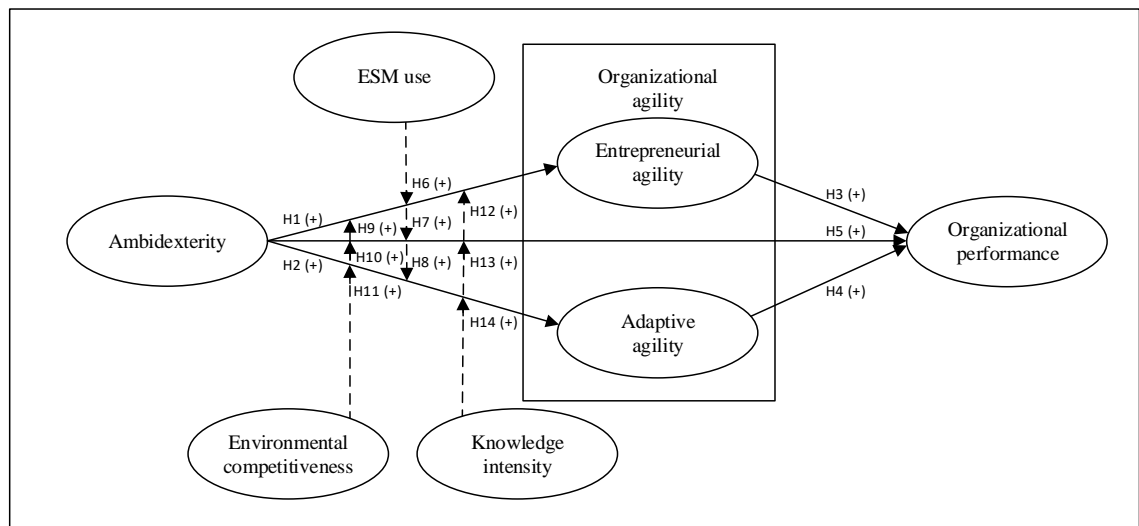 ESM use
Organizational
agility
Entrepreneurial
agility
H6 (+)
H3 (+)
H1 (+)
H12 (+)
H7 (+)
H9 (+)
H5 (+)
Ambidexterity
Organizational
performance
H2 (+)
H10 (+)
H8 (+)
H13 (+)
H11 (+)
H4 (+)
H14 (+)
Adaptive
agility
Environmental
competitiveness
Knowledge
intensity